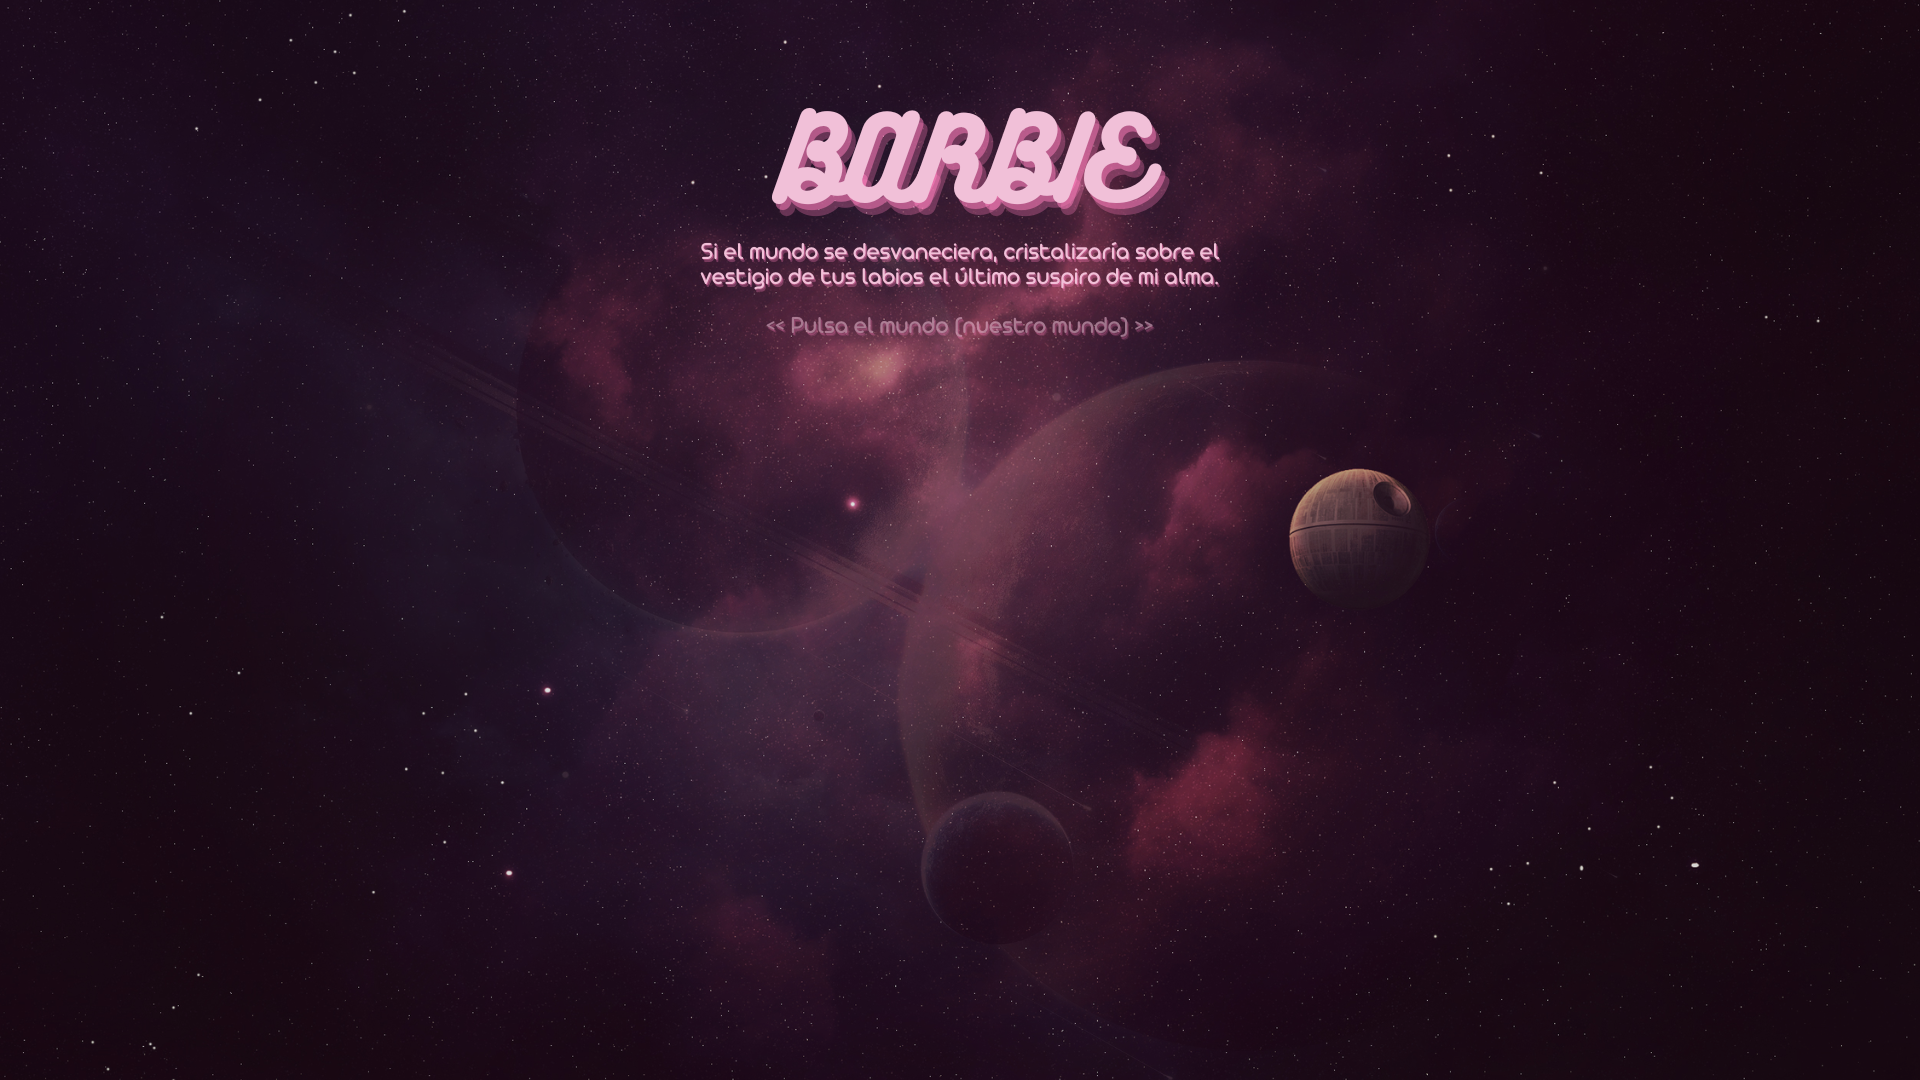 BARBIE
Si el mundo se desvaneciera, cristalizaría sobre el
vestigio de tus labios el último suspiro de mi alma.
<< Pulsa el mundo (nuestro mundo) >>